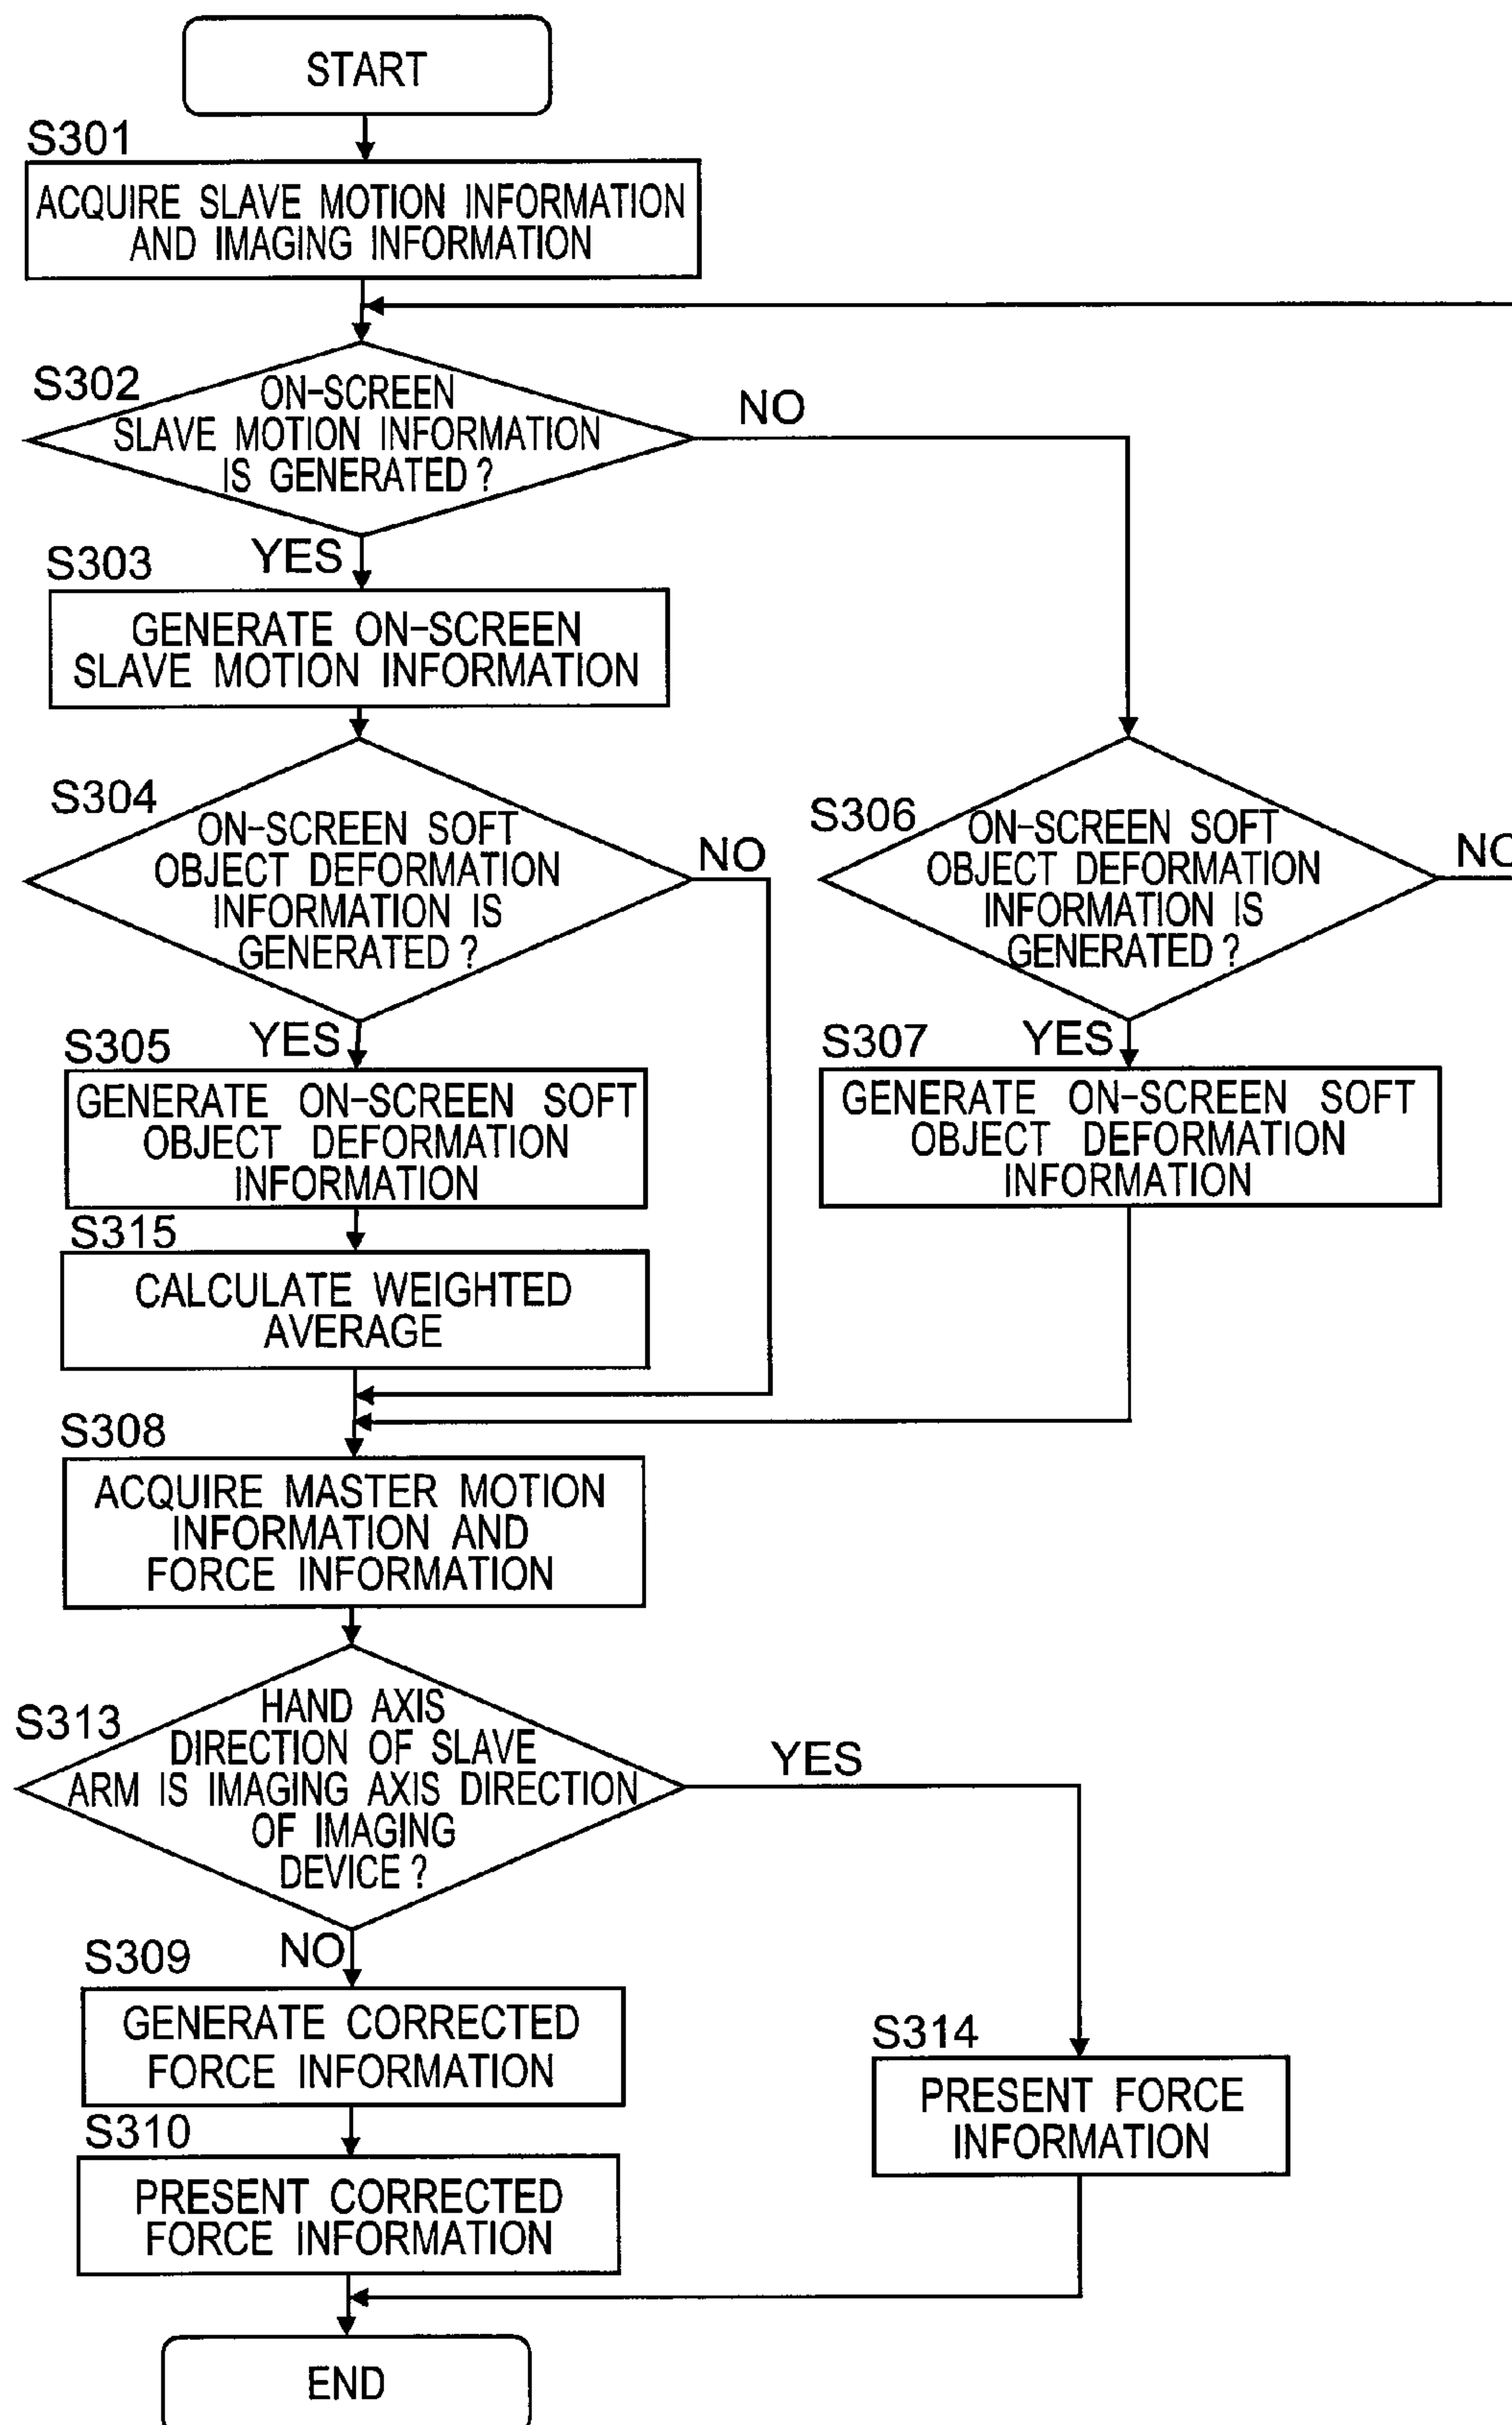 START
S301
ACQUIRE SLAVE MOTION INFORMATION
AND IMAGING INFORMATION
S302
ON-SCREEN
SLAVE MOTION INFORMATION
IS GENERATED?
NO
YES
S303
GENERATE ON-SCREEN
SLAVE MOTION INFORMATION
S304
ON-SCREEN SOFT
OBJECT DEFORMATION
INFORMATION IS
GENERATED?
NO
S306
ON-SCREEN SOFT
OBJECT DEFORMATION
INFORMATION IS
GENERATED?
NO
YES
S305
GENERATE ON-SCREEN SOFT
OBJECT DEFORMATION
INFORMATION
YES
S307
GENERATE ON-SCREEN SOFT
OBJECT DEFORMATION
INFORMATION
S315
CALCULATE WEIGHTED
AVERAGE
S308
ACQUIRE MASTER MOTION
INFORMATION AND
FORCE INFORMATION
S313
HAND AXIS
DIRECTION OF SLAVE
ARM IS IMAGING AXIS DIRECTION
OF IMAGING
DEVICE?
YES
NO
S309
GENERATE CORRECTED
FORCE INFORMATION
S314
PRESENT FORCE
INFORMATION
S310
PRESENT CORRECTED
FORCE INFORMATION
END